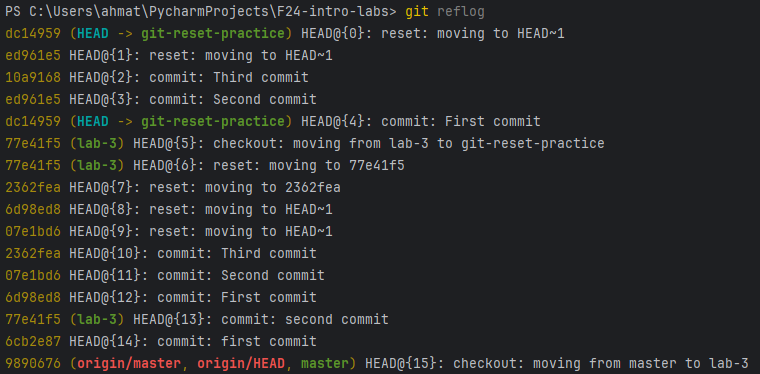 PS C:\Users\ahmat\PycharmProjects\F24-intro-labs> git reflog
dc14959 (HEAD -> git-reset-practice) HEAD@{0}: reset: moving to HEAD~1
ed961e5 HEAD@{1}: reset: moving to HEAD~1
10a9168 HEAD@{2}: commit: Third commit
ed961e5 HEAD@{3}: commit: Second commit
dc14959 (HEAD -> git-reset-practice) HEAD@{4}: commit: First commit
77e41f5 (lab-3) HEAD@{5}: checkout: moving from lab-3 to git-reset-practice
77e41f5 (lab-3) HEAD@{6}: reset: moving to 77e41f5
2362fea HEAD@{7}: reset: moving to 2362fea
6d98ed8 HEAD@{8}: reset: moving to HEAD~1
07e1bd6 HEAD@{9}: reset: moving to HEAD~1
2362fea HEAD@{10}: commit: Third commit
07e1bd6 HEAD@{11}: commit: Second commit
6d98ed8 HEAD@{12}: commit: First commit
77e41f5 (lab-3) HEAD@{13}: commit: second commit
6cb2e87 HEAD@{14}: commit: first commit
9890676 (origin/master, origin/HEAD, master) HEAD@{15}: checkout: moving from master to lab-3